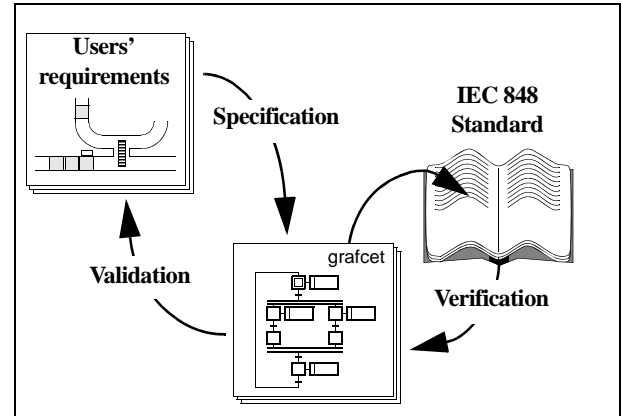 Users'
requirements
Specification
IEC 848
Standard
grafcet
Validation
Verification